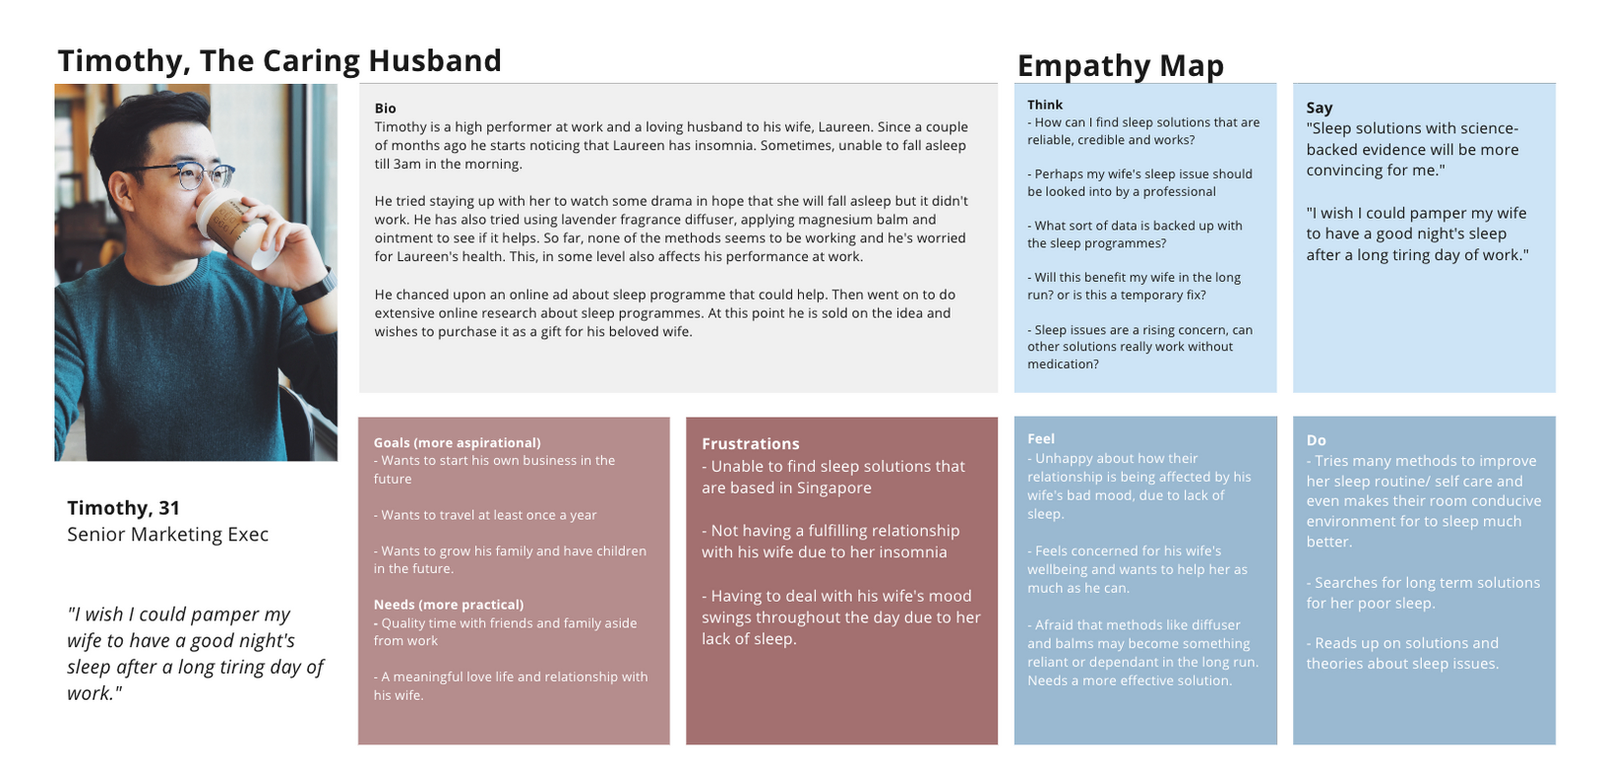 Timothy, The Caring Husband
Bio
Timothy is a high performer at work and a loving husband to his wife, Laureen. Since a couple
of months ago he starts noticing that Laureen has insomnia. Sometimes, unable to fall asleep
till 3am in the morning.
He tried staying up with her to watch some drama in hope that she will fall asleep but it didn't
work. He has also tried using lavender fragrance diffuser, applying magnesium balm and
ointment to see if it helps. So far, none of the methods seems to be working and he's worried
for Laureen's health. This, in some level also affects his performance at work.
He chanced upon an online ad about sleep programme that could help. Then went on to do
extensive online research about sleep programmes. At this point he is sold on the idea and
wishes to purchase it as a gift for his beloved wife.
Timothy, 31
Senior Marketing Exec
"I wish I could pamper my
wife to have a good night's
sleep after a long tiring day of
work."
Goals (more aspirational)
- Wants to start his own business in the
future
- Wants to travel at least once a year
- Wants to grow his family and have children
in the future.
Needs (more practical)
- Quality time with friends and family aside
from work
- A meaningful love life and relationship with
his wife.
Frustrations
- Unable to find sleep solutions that
are based in Singapore
- Not having a fulfilling relationship
with his wife due to her insomnia
- Having to deal with his wife's mood
swings throughout the day due to her
lack of sleep.
Empathy Map
Think
- How can I find sleep solutions that are
reliable, credible and works?
- Perhaps my wife's sleep issue should
be looked into by a professional
- What sort of data is backed up with
the sleep programmes?
- Will this benefit my wife in the long
run? or is this a temporary fix?
- Sleep issues are a rising concern, can
other solutions really work without
medication?
Say
"Sleep solutions with science-
backed evidence will be more
convincing for me."
"I wish I could pamper my wife
to have a good night's sleep
after a long tiring day of work."
Feel
- Unhappy about how their
relationship is being affected by his
wife's bad mood, due to lack of
sleep.
- Feels concerned for his wife's
wellbeing and wants to help her as
much as he can.
- Afraid that methods like diffuser
and balms may become something
reliant or dependant in the long run.
Needs a more effective solution.
Do
- Tries many methods to improve
her sleep routine/ self care and
even makes their room conducive
environment for to sleep much
better.
- Searches for long term solutions
for her poor sleep.
- Reads up on solutions and
theories about sleep issues.